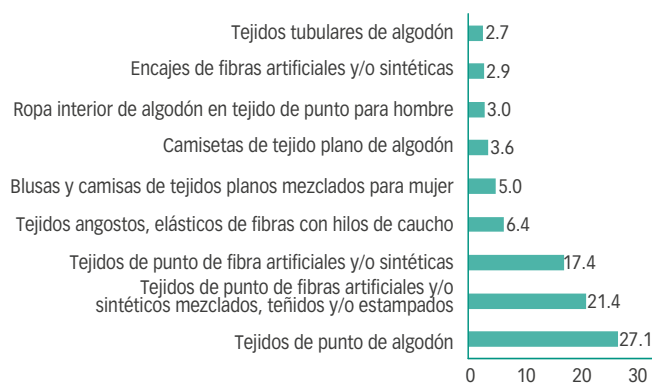 Tejidos tubulares de algodón 2.7
Encajes de fibras artificiales y/o sintéticas 2.9
Ropa interior de algodón en tejido de punto para hombre 3.0
Camisetas de tejido plano de algodón 3.6
Blusas y camisas de tejidos planos mezclados para mujer 5.0
Tejidos angostos, elásticos de fibras con hilos de caucho 6.4
Tejidos de punto de fibra artificiales y/o sintéticas 17.4
Tejidos de punto de fibras artificiales y/o
sintéticos mezclados, teñidos y/o estampados 21.4
Tejidos de punto de algodón 27.1
0 10 20 30